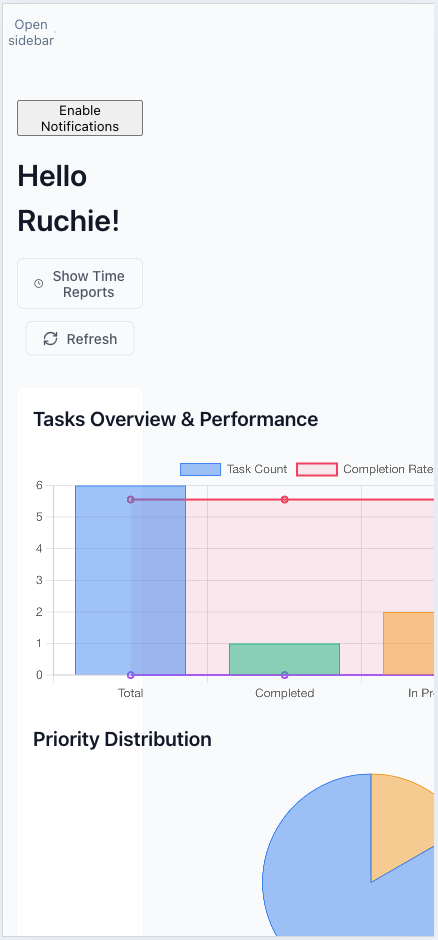 Open
sidebar
Enable
Notifications
Hello
Ruchie!
Show Time
Reports
Refresh
Tasks Overview & Performance
Task Count
Completion Rate
6
5
4
3
2
1
0
Total
Completed
In Pr
Priority Distribution